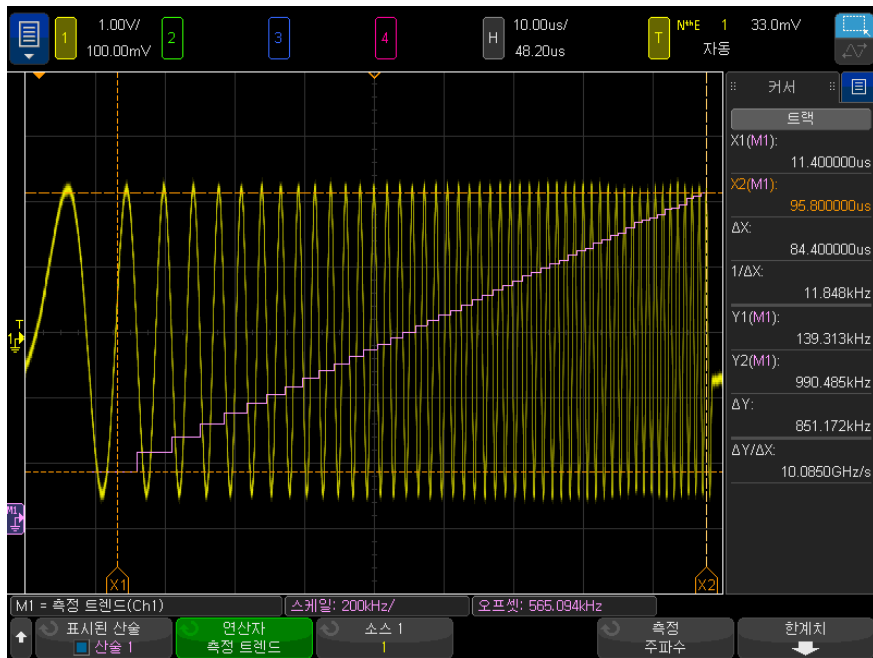 1 1.00V/ 2 3 4 H 10.00us/ T NthE 1 33.0mV
100.00mV 48.20us 자동
커서
트랙
X1(M1):
11.400000us
X2(M1):
95.800000us
ΔX:
84.400000us
1/ΔX:
11.848kHz
Y1(M1):
139.313kHz
Y2(M1):
990.485kHz
ΔY:
851.172kHz
ΔY/ΔX:
10.0850GHz/s
T
1
M1
X1 X2
M1 = 측정 트렌드(Ch1) 스케일: 200kHz/ 오프셋: 565.094kHz
표시된 산술 연산자 소스 1 측정 한계치
산술 1 측정 트렌드 1 주파수